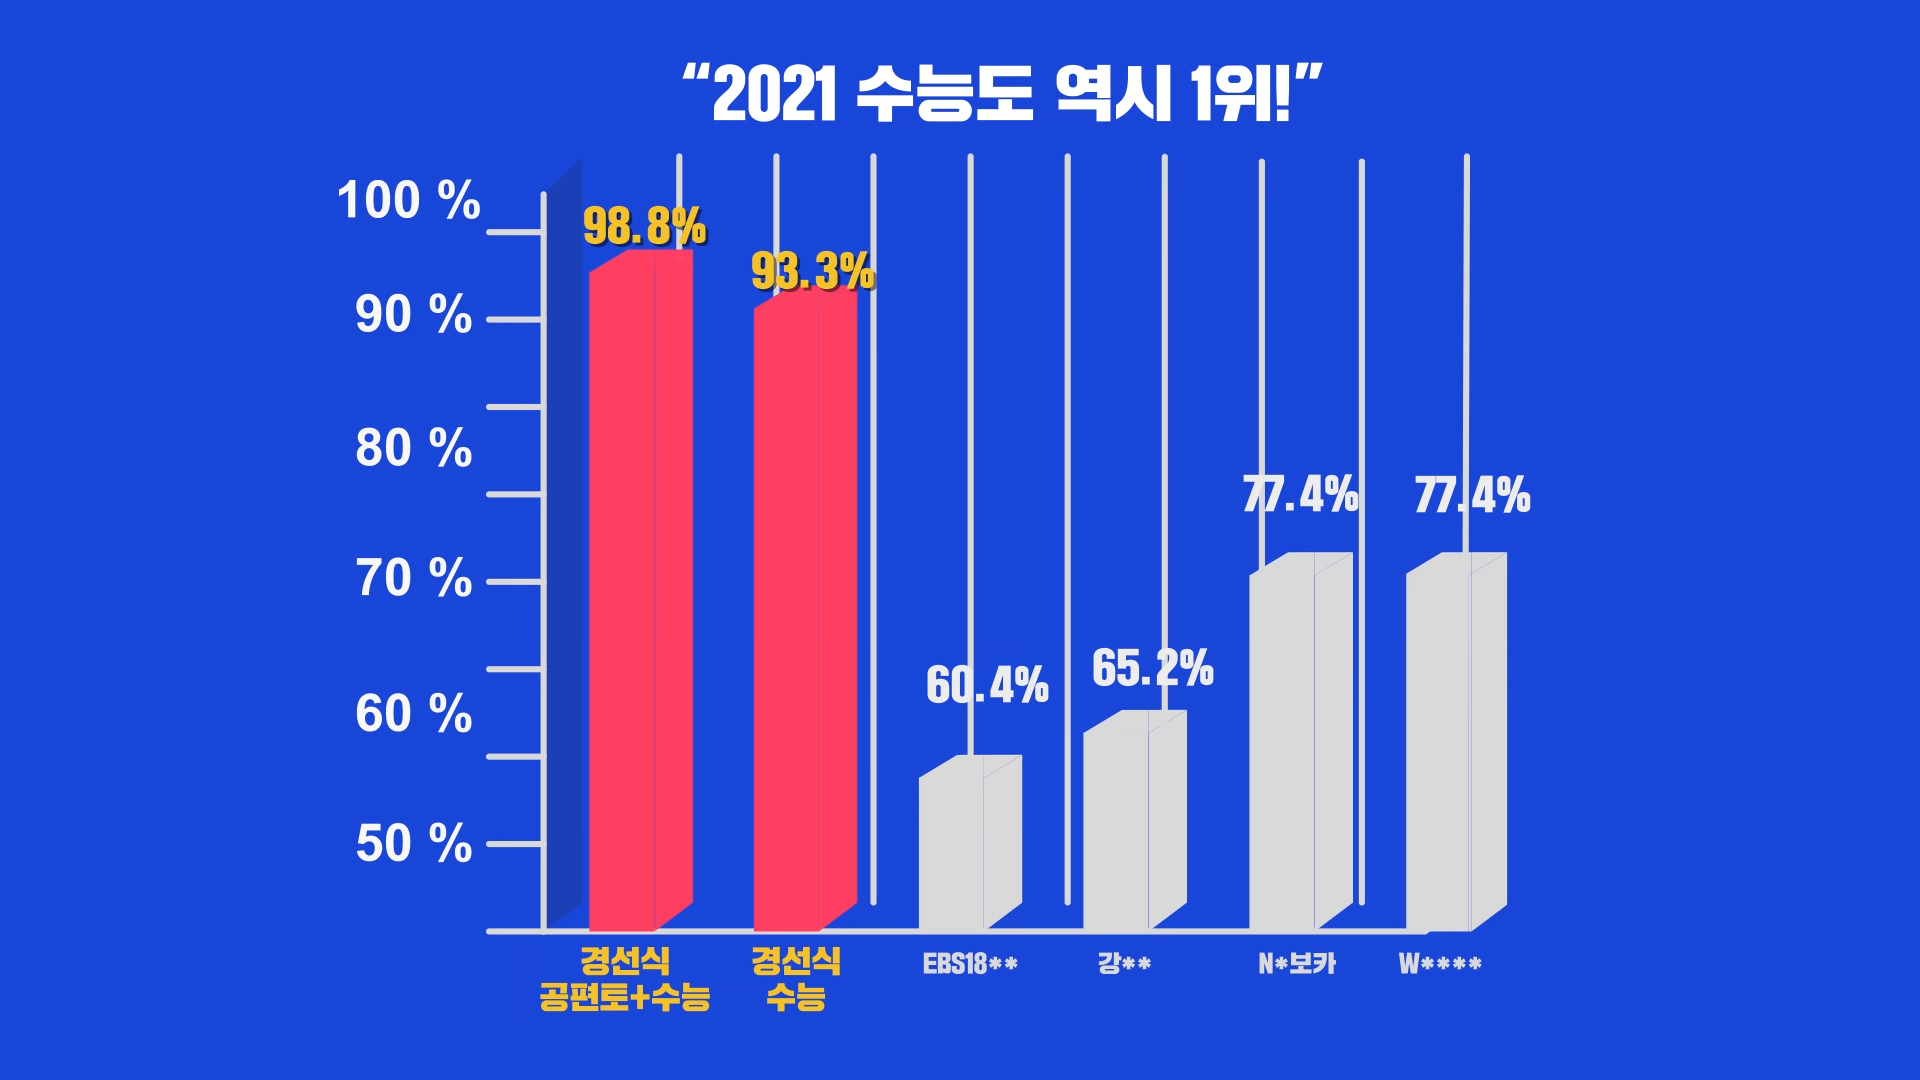 “2021 수능도 역시 1위!”
100 %
90 %
80 %
70 %
60 %
50 %
98.8%
93.3%
60.4%
65.2%
77.4%
77.4%
경선식
공편토+수능
경선식
수능
EBS18**
강**
N*보카
W****